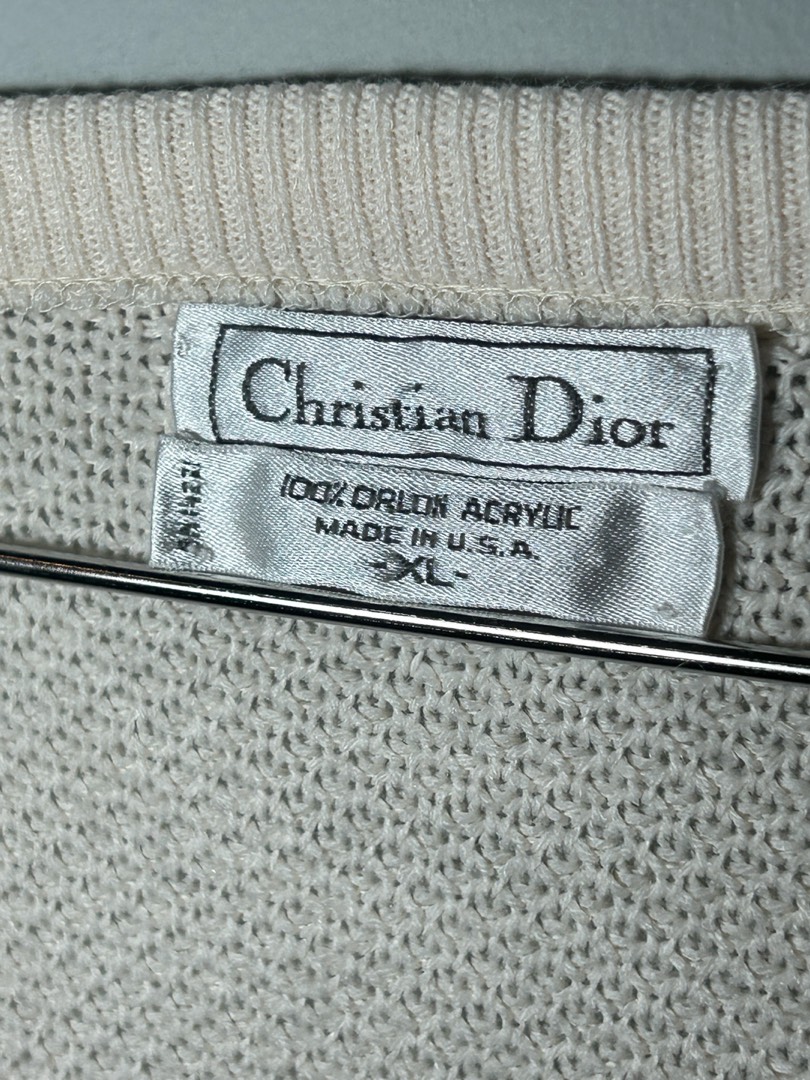 Christian Dior
100% ORLON ACRYLIC
MADE IN U.S.A.
-XL-